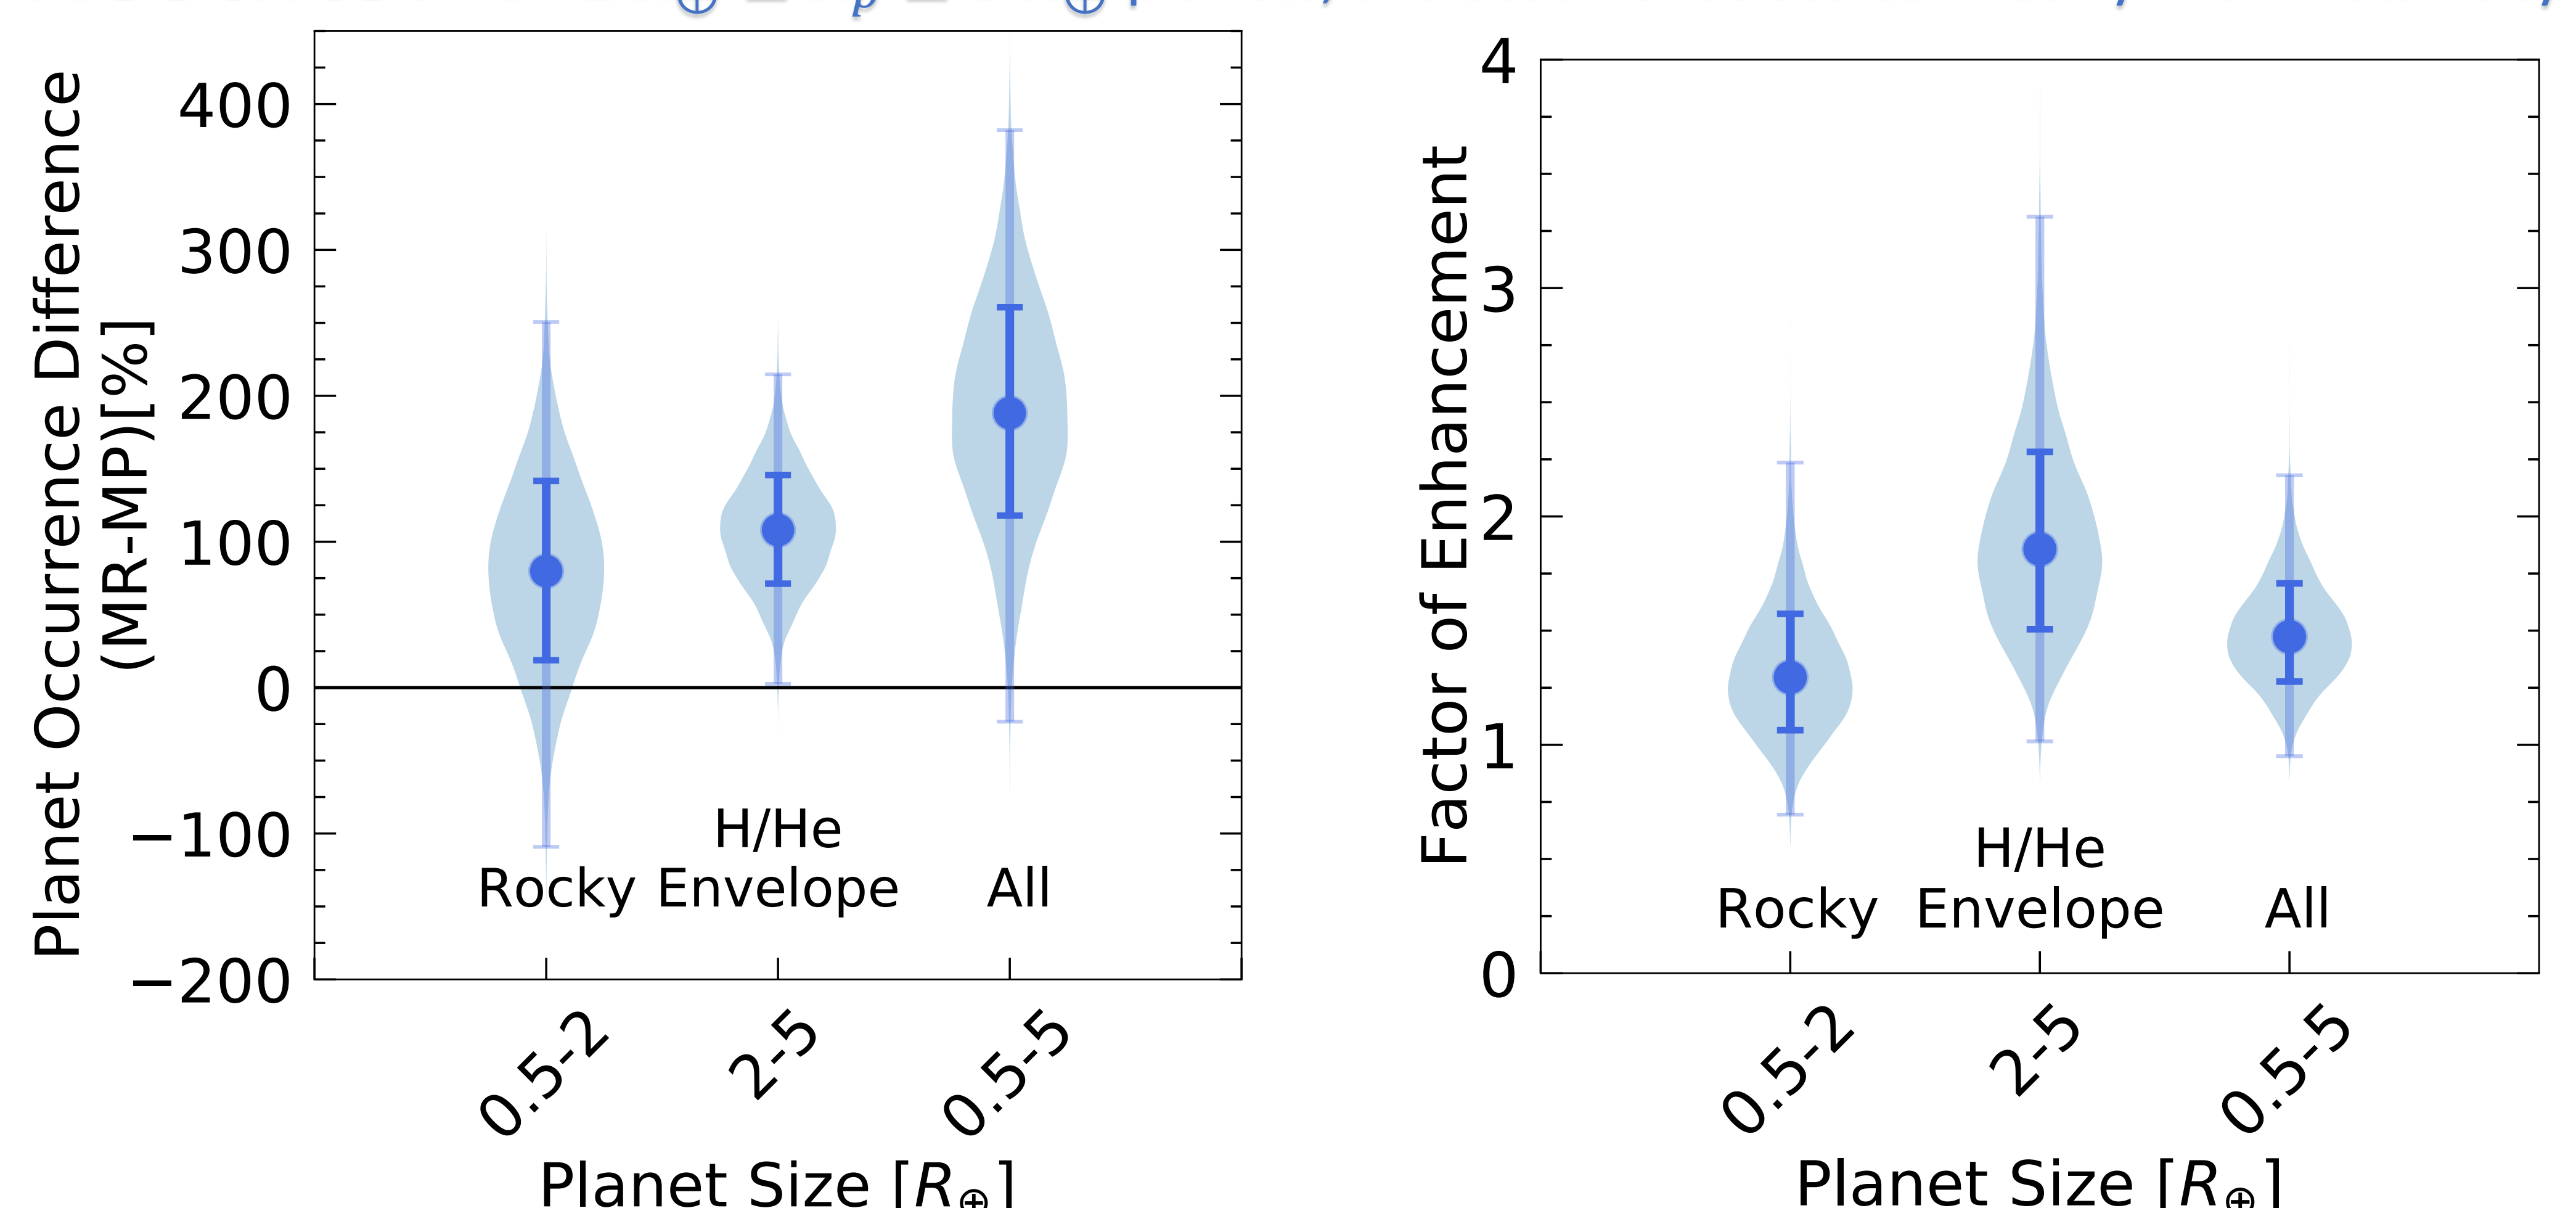 Planet Occurrence Difference
(MR-MP)[%]
400
300
200
100
0
−100
−200
H/He
Rocky Envelope All
0.5-2
2-5
0.5-5
Planet Size [R⊕]
Factor of Enhancement
4
3
2
1
0
H/He
Rocky Envelope All
0.5-2
2-5
0.5-5
Planet Size [R⊕]